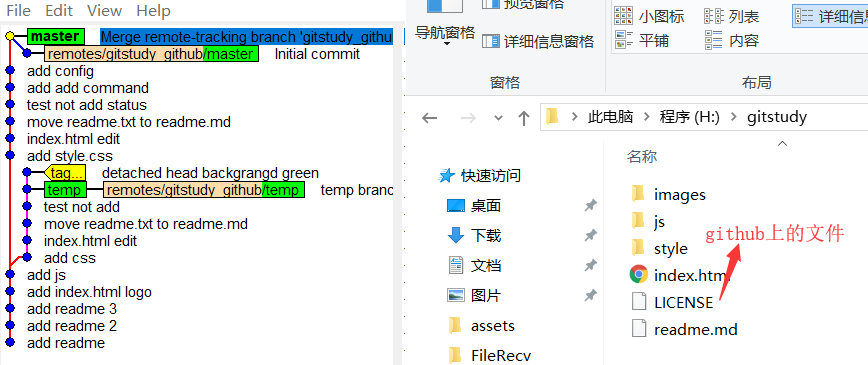 File Edit View Help
master Merge remote-tracking branch 'gitstudy_githu
remotes/gitstudy_github/master Initial commit
add config
add add command
test not add status
move readme.txt to readme.md
index.html edit
add style.css
tag... detached head backgrangd green
temp remotes/gitstudy_github/temp temp branc
test not add
move readme.txt to readme.md
index.html edit
add css
add js
add index.html logo
add readme 3
add readme 2
add readme
导航窗格
预览窗格
详细信息窗格
窗格
小图标 列表 详细信息
平铺 内容
布局
此电脑 程序 (H:) gitstudy
快速访问
桌面
下载
文档
图片
assets
FileRecv
名称
images
js
style
index.html
LICENSE
readme.md
github上的文件